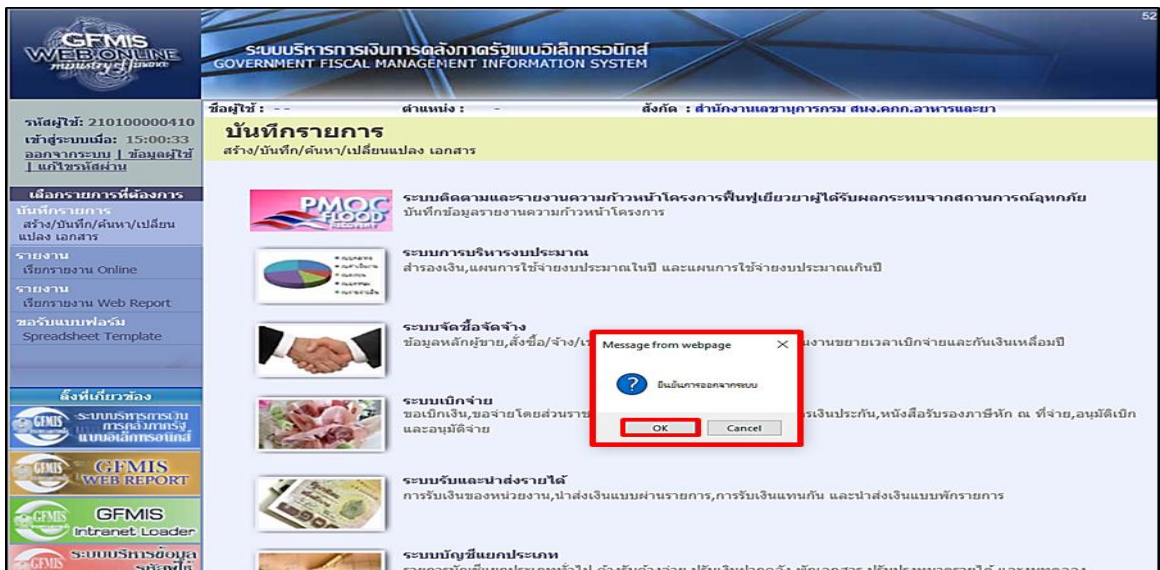 52
GFMIS
WEB ONLINE
ministry of finance
ระบบบริหารการเงินการคลังภาครัฐแบบอิเล็กทรอนิกส์
GOVERNMENT FISCAL MANAGEMENT INFORMATION SYSTEM
ชื่อผู้ใช้ : - - ตำแหน่ง : - สังกัด : สำนักงานเลขานุการกรม สนง.คกก.อาหารและยา
รหัสผู้ใช้: 210100000410
เข้าสู่ระบบเมื่อ: 15:00:33
ออกจากระบบ | ข้อมูลผู้ใช้
| แก้ไขรหัสผ่าน
บันทึกรายการ
สร้าง/บันทึก/ค้นหา/เปลี่ยนแปลง เอกสาร
เลือกรายการที่ต้องการ
บันทึกรายการ
สร้าง/บันทึก/ค้นหา/เปลี่ยน
แปลง เอกสาร
รายงาน
เรียกรายงาน Online
รายงาน
เรียกรายงาน Web Report
ขอรับแบบฟอร์ม
Spreadsheet Template
ลิ๊งที่เกี่ยวข้อง
GFMIS ระบบบริหารการเงิน
การคลังภาครัฐ
แบบอิเล็กทรอนิกส์
GFMIS GFMIS
WEB REPORT
GFMIS GFMIS
Intranet Loader
GFMIS ระบบบริหารข้อมูล
PMOC
FLOOD
RECOVERY
ระบบติดตามและรายงานความก้าวหน้าโครงการฟื้นฟูเยียวยาผู้ได้รับผลกระทบจากสถานการณ์อุทกภัย
บันทึกข้อมูลรายงานความก้าวหน้าโครงการ
ระบบการบริหารงบประมาณ
สำรองเงิน,แผนการใช้จ่ายงบประมาณในปี และแผนการใช้จ่ายงบประมาณเกินปี
ระบบจัดซื้อจัดจ้าง
ข้อมูลหลักผู้ขาย,สั่งซื้อ/จ้าง/เ นงานขยายเวลาเบิกจ่ายและกันเงินเหลื่อมปี
Message from webpage
ยืนยันการออกจากระบบ
OK Cancel
ระบบเบิกจ่าย
ขอเบิกเงิน,ขอจ่ายโดยส่วนรา เงินประกัน,หนังสือรับรองภาษีหัก ณ ที่จ่าย,อนุมัติเบิก
และอนุมัติจ่าย
ระบบรับและนำส่งรายได้
การรับเงินของหน่วยงาน,นำส่งเงินแบบผ่านรายการ,การรับเงินแทนกัน และนำส่งเงินแบบพักรายการ
ระบบบัญชีแยกประเภท